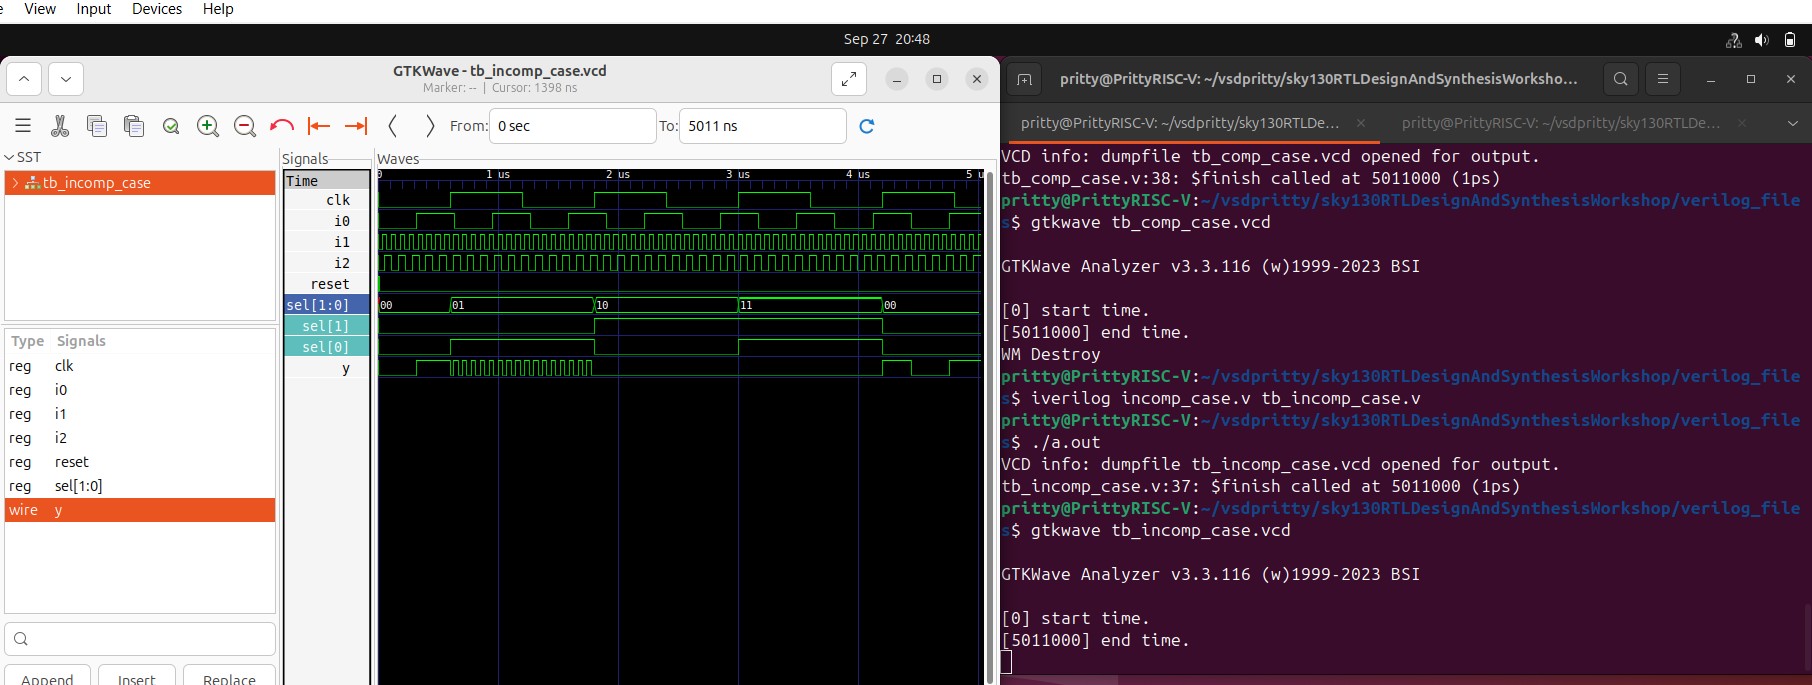 View Input Devices Help
Sep 27 20:48
GTKWave - tb_incomp_case.vcd
Marker: -- | Cursor: 1398 ns
From: 0 sec To: 5011 ns
SST
tb_incomp_case
Type Signals
reg clk
reg i0
reg i1
reg i2
reg reset
reg sel[1:0]
wire y
Append Insert Replace
Signals
Time
clk
i0
i1
i2
reset
sel[1:0]
sel[1]
sel[0]
y
Waves
0 1 us 2 us 3 us 4 us 5 u
00 01 10 11 00
pritty@PrittyRISC-V: ~/vsdpritty/sky130RTLDesignAndSynthesisWorksho...
pritty@PrittyRISC-V: ~/vsdpritty/sky130RTLDe... × pritty@PrittyRISC-V: ~/vsdpritty/sky130RTLDe... ×
VCD info: dumpfile tb_comp_case.vcd opened for output.
tb_comp_case.v:38: $finish called at 5011000 (1ps)
pritty@PrittyRISC-V:~/vsdpritty/sky130RTLDesignAndSynthesisWorkshop/verilog_file
s$ gtkwave tb_comp_case.vcd
GTKWave Analyzer v3.3.116 (w)1999-2023 BSI
[0] start time.
[5011000] end time.
WM Destroy
pritty@PrittyRISC-V:~/vsdpritty/sky130RTLDesignAndSynthesisWorkshop/verilog_file
s$ iverilog incomp_case.v tb_incomp_case.v
pritty@PrittyRISC-V:~/vsdpritty/sky130RTLDesignAndSynthesisWorkshop/verilog_file
s$ ./a.out
VCD info: dumpfile tb_incomp_case.vcd opened for output.
tb_incomp_case.v:37: $finish called at 5011000 (1ps)
pritty@PrittyRISC-V:~/vsdpritty/sky130RTLDesignAndSynthesisWorkshop/verilog_file
s$ gtkwave tb_incomp_case.vcd
GTKWave Analyzer v3.3.116 (w)1999-2023 BSI
[0] start time.
[5011000] end time.